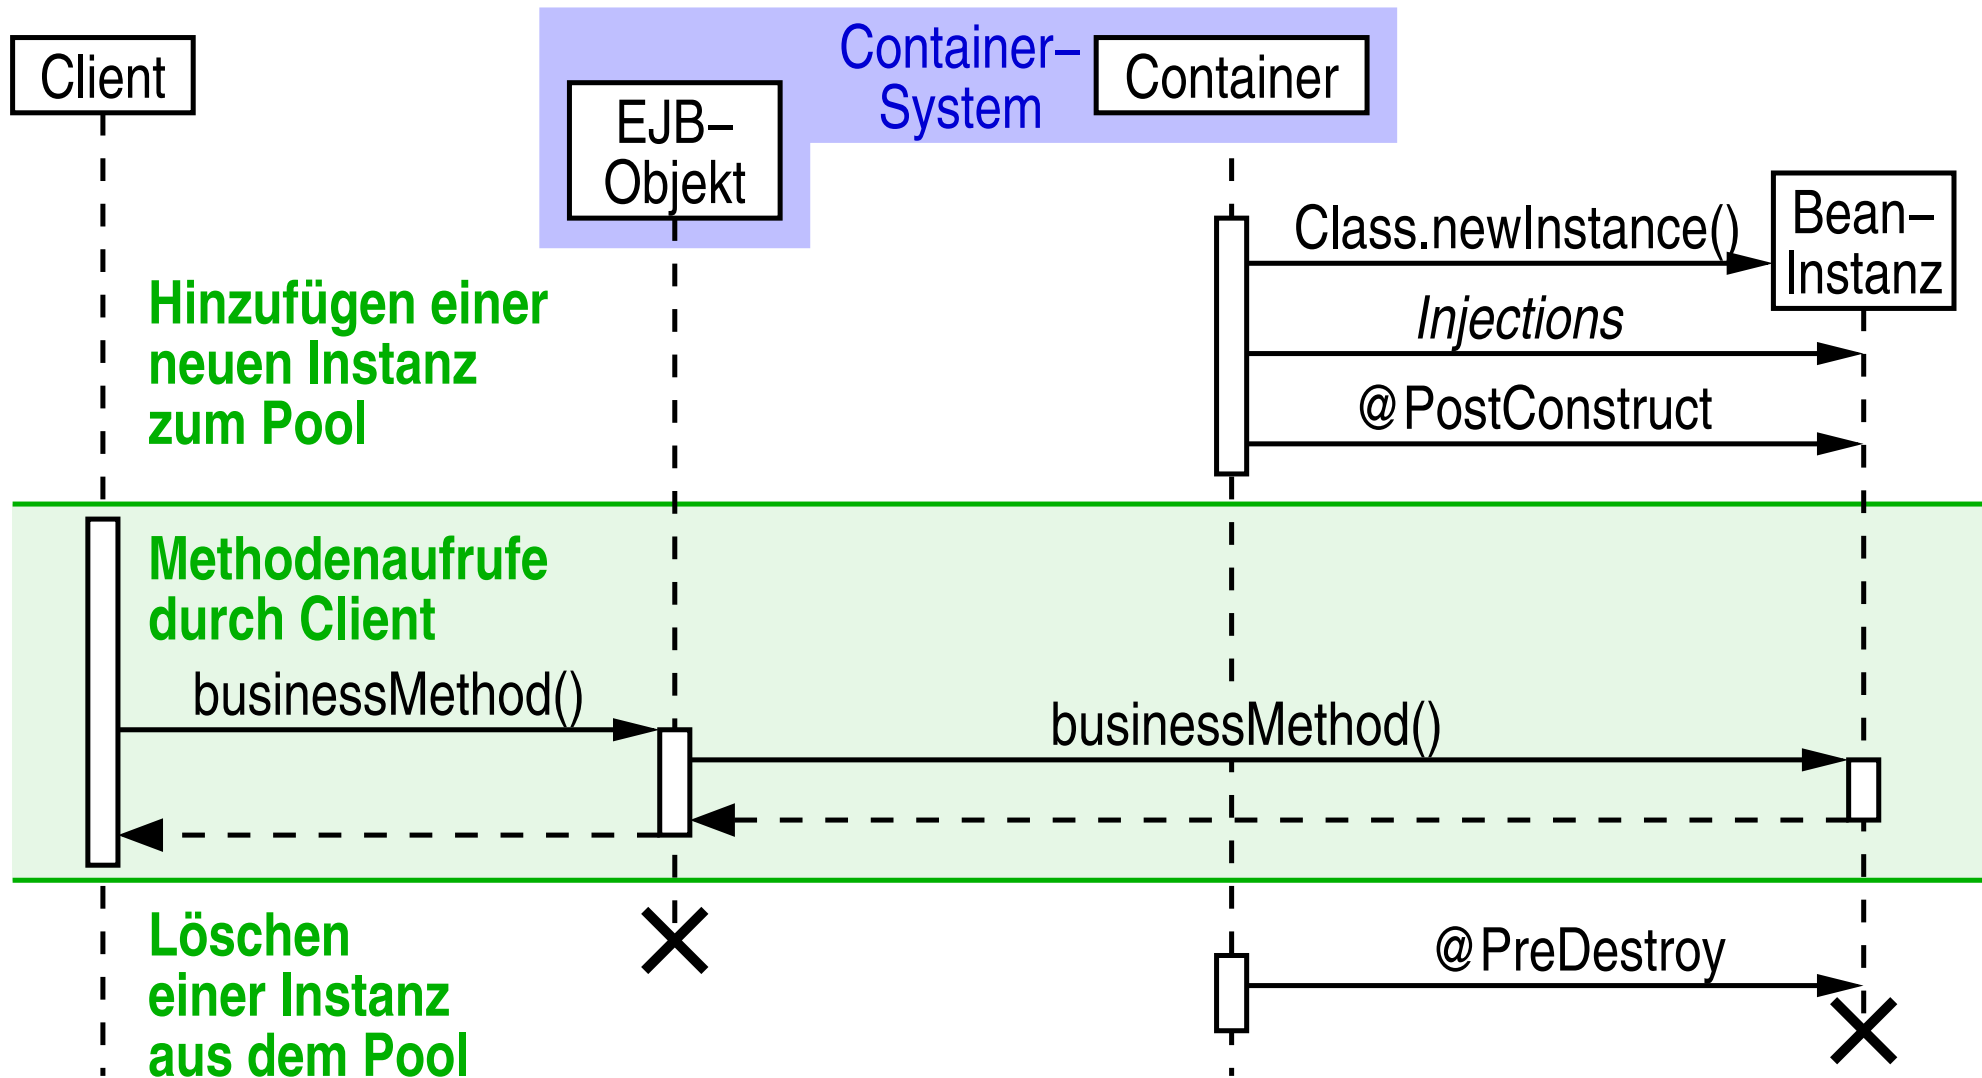 Client
EJB–
Objekt
Container–
System
Container
Bean–
Instanz
Class.newInstance()
Injections
@PostConstruct
Hinzufügen einer
neuen Instanz
zum Pool
Methodenaufrufe
durch Client
businessMethod()
businessMethod()
Löschen
einer Instanz
aus dem Pool
@PreDestroy